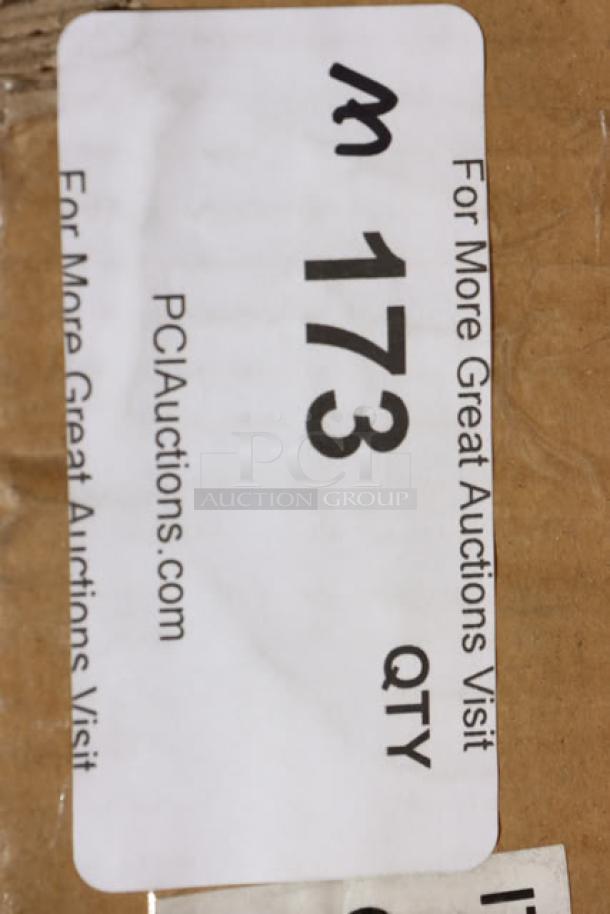 For More Great Auctions Visit
M 173
QTY
PCIAuctions.com
For More Great Auctions Visit
PCI
AUCTION GROUP